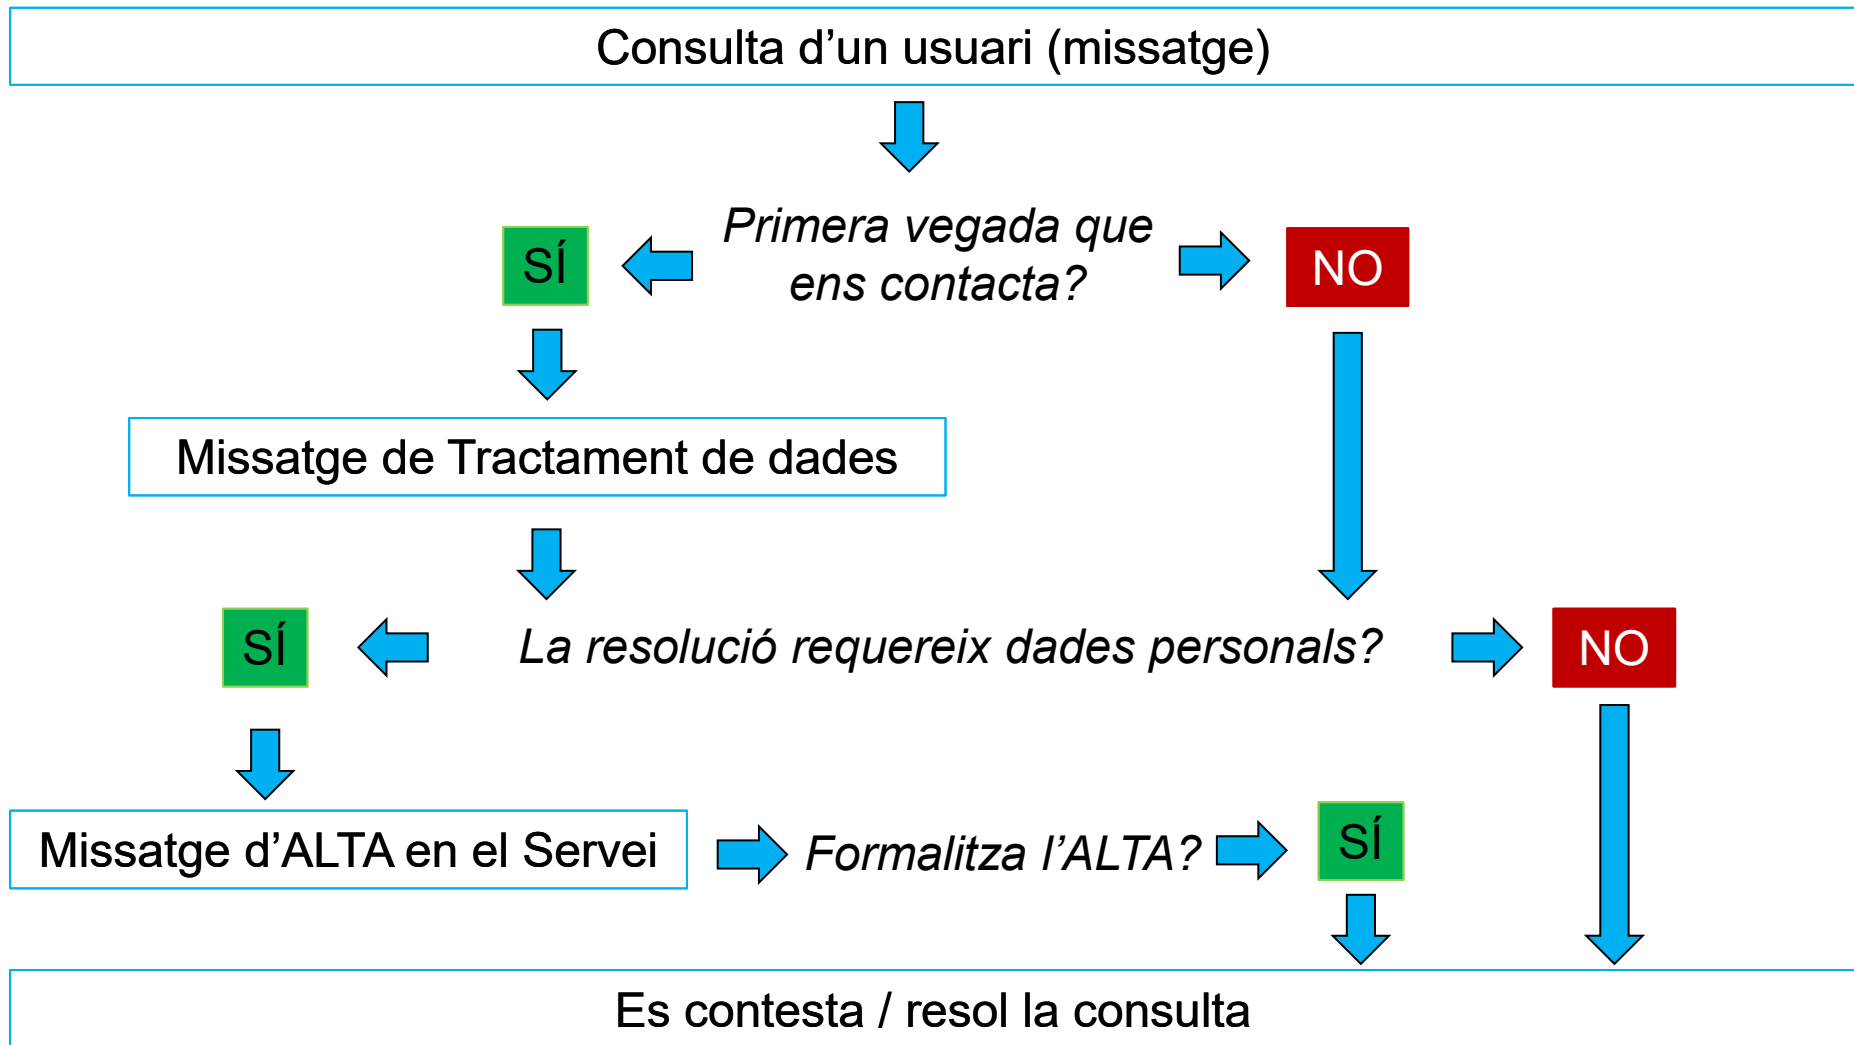 Consulta d’un usuari (missatge)
Primera vegada que
ens contacta?
SÍ
NO
Missatge de Tractament de dades
SÍ
La resolució requereix dades personals?
NO
Missatge d’ALTA en el Servei
Formalitza l’ALTA?
SÍ
Es contesta / resol la consulta